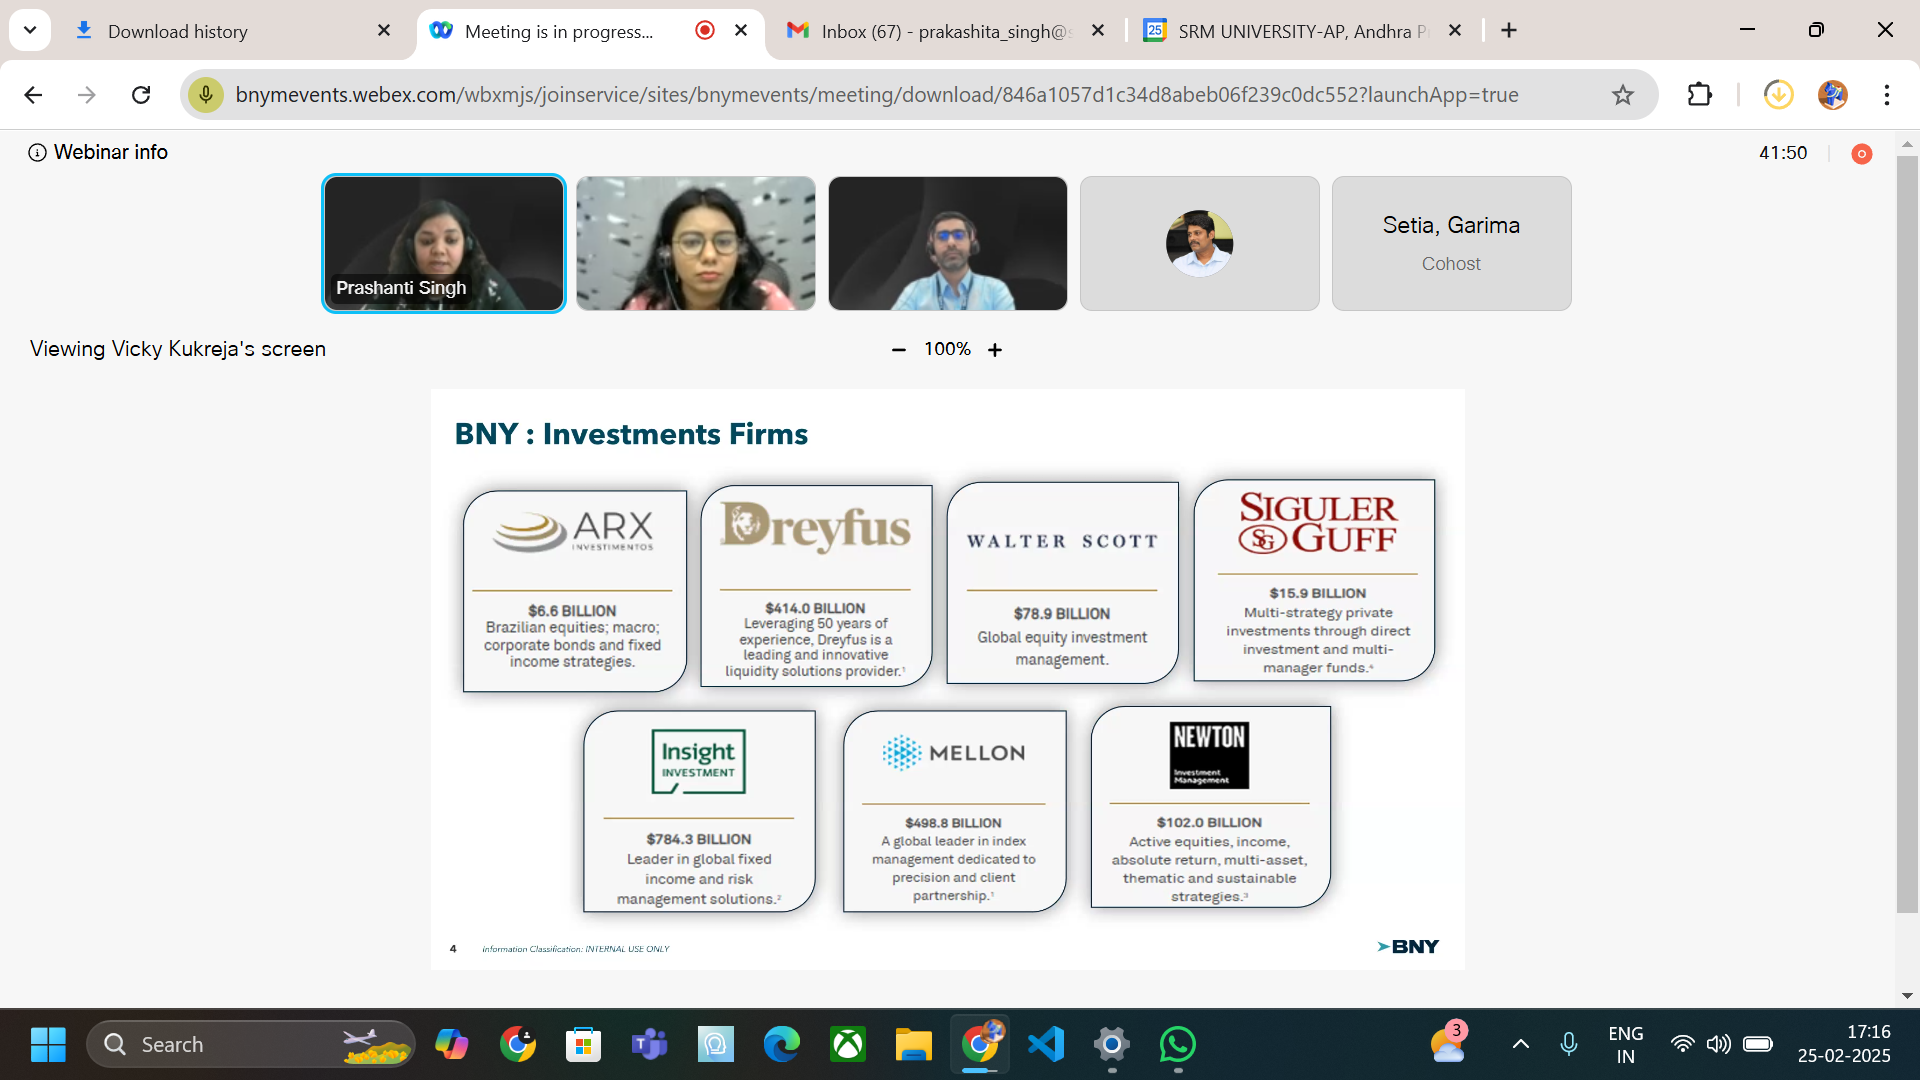 Download history
Meeting is in progress...
Inbox (67) - prakashita_singh@s
25
SRM UNIVERSITY-AP, Andhra P
bnymevents.webex.com/wbxmjs/joinservice/sites/bnymevents/meeting/download/846a1057d1c34d8abeb06f239c0dc552?launchApp=true
Webinar info
41:50
Prashanti Singh
Setia, Garima
Cohost
Viewing Vicky Kukreja's screen
100%
BNY : Investments Firms
ARX
INVESTIMENTOS
$6.6 BILLION
Brazilian equities; macro;
corporate bonds and fixed
income strategies.
Dreyfus
$414.0 BILLION
Leveraging 50 years of
experience, Dreyfus is a
leading and innovative
liquidity solutions provider.¹
WALTER SCOTT
$78.9 BILLION
Global equity investment
management.
SIGULER
SG GUFF
$15.9 BILLION
Multi-strategy private
investments through direct
investment and multi-
manager funds.⁴
Insight
INVESTMENT
$784.3 BILLION
Leader in global fixed
income and risk
management solutions.²
MELLON
$498.8 BILLION
A global leader in index
management dedicated to
precision and client
partnership.¹
NEWTON
Investment
Management
$102.0 BILLION
Active equities, income,
absolute return, multi-asset,
thematic and sustainable
strategies.³
4
Information Classification: INTERNAL USE ONLY
BNY
Search
3
ENG
IN
17:16
25-02-2025